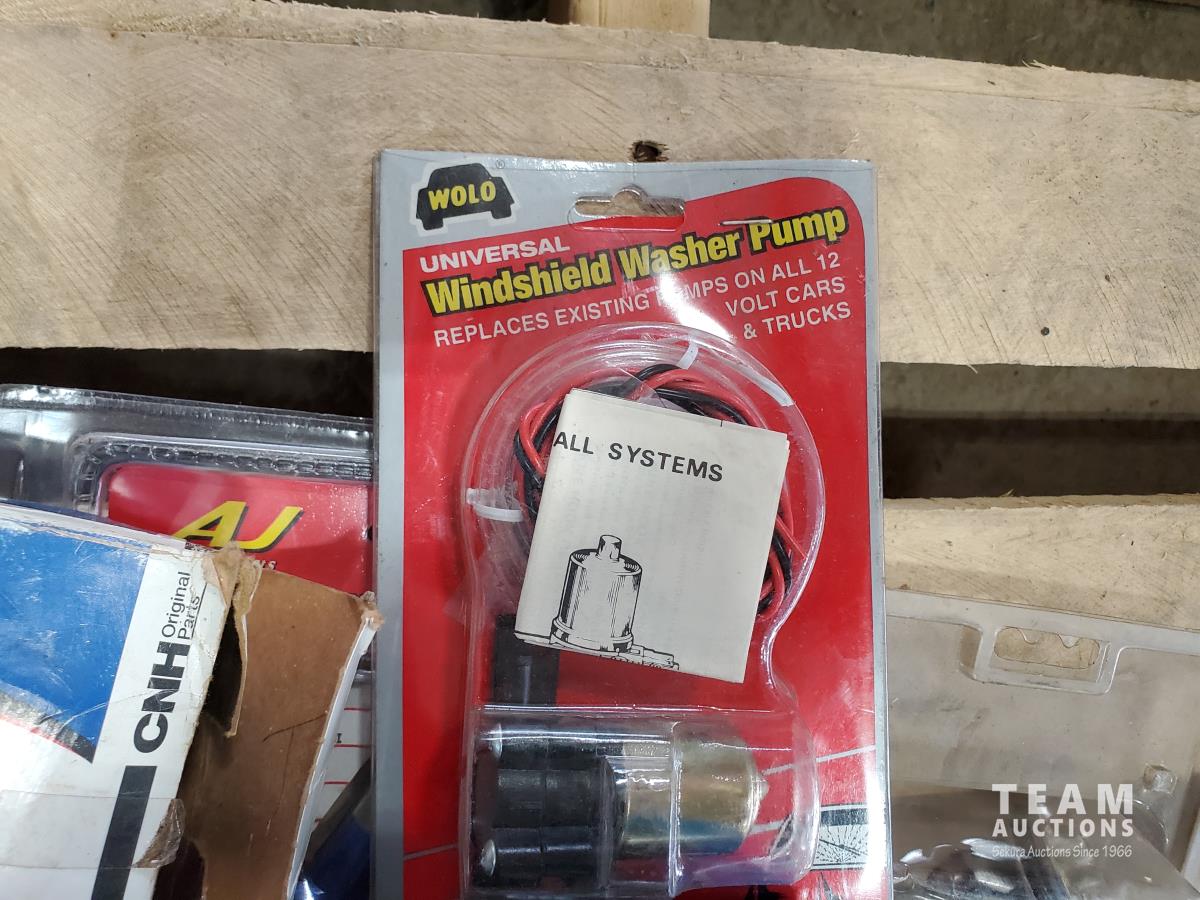 WOLO®
UNIVERSAL
Windshield Washer Pump
REPLACES EXISTING PUMPS ON ALL 12
VOLT CARS
& TRUCKS
ALL SYSTEMS
AJ
CNH Original
Parts
TEAM
AUCTIONS
Sekura Auctions Since 1966